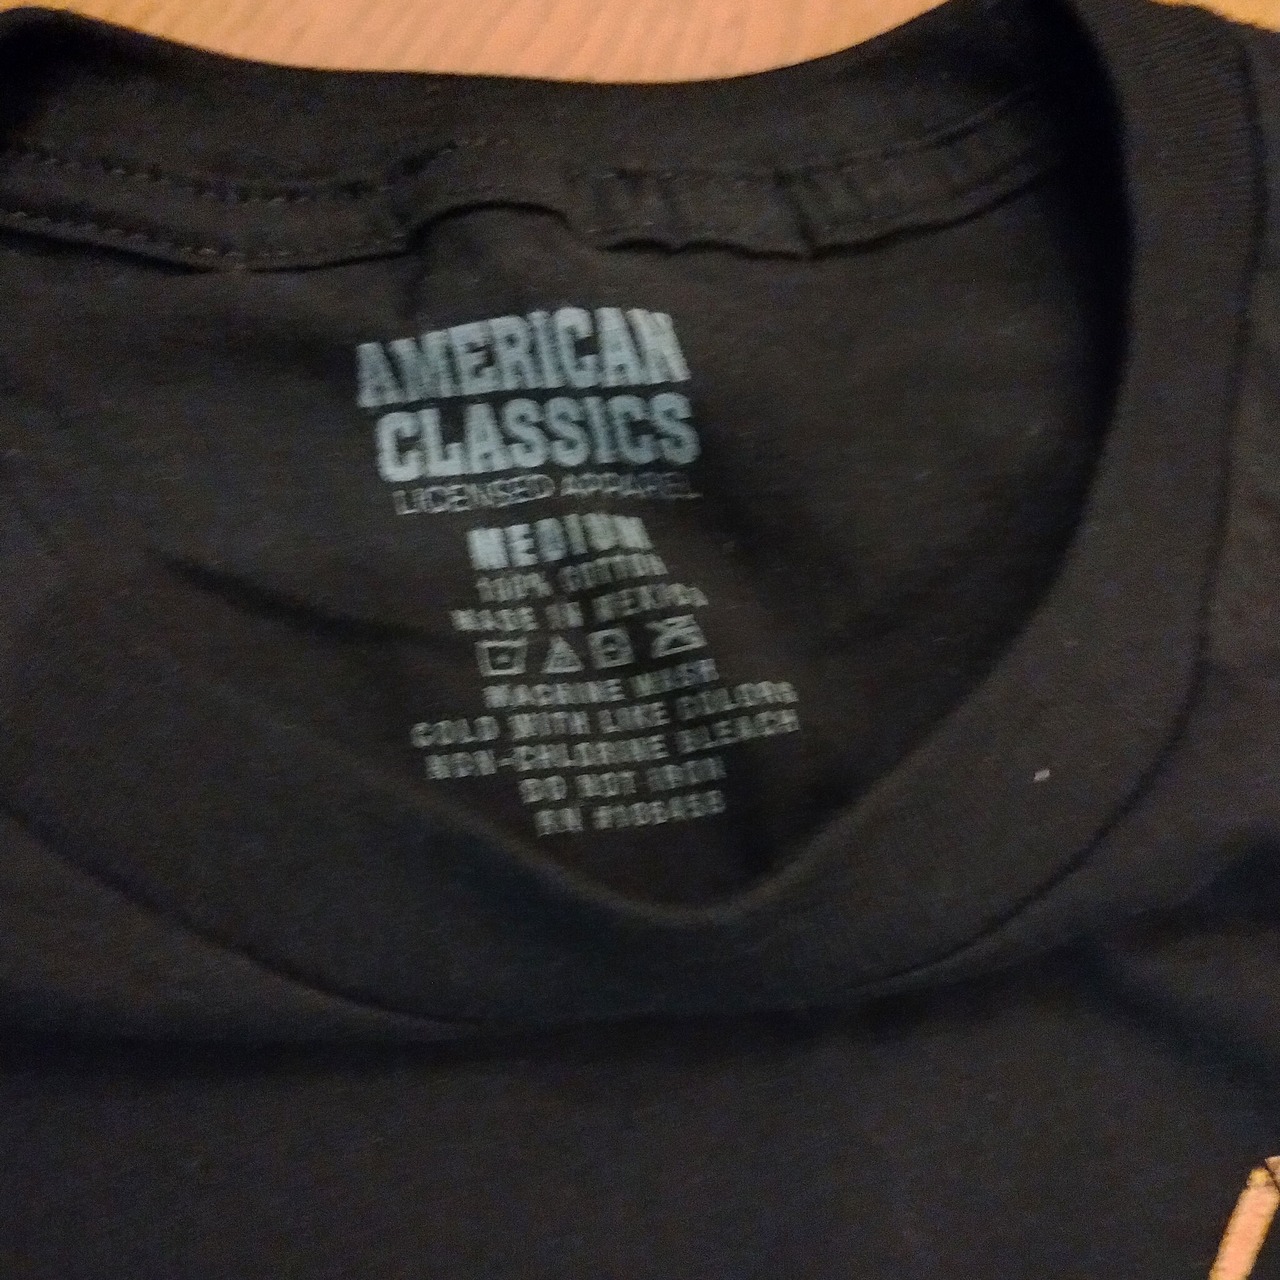 AMERICAN
CLASSICS
LICENSED APPAREL
MEDIUM
100% COTTON
MADE IN MEXICO
MACHINE WASH
COLD WITH LIKE COLORS
NON-CHLORINE BLEACH
DO NOT IRON
RN